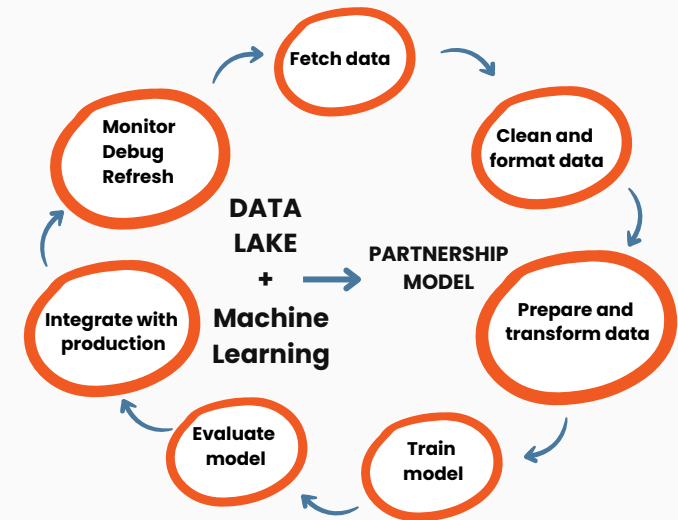 Fetch data
Clean and
format data
Prepare and
transform data
Train
model
Evaluate
model
Integrate with
production
Monitor
Debug
Refresh
DATA
LAKE
+
Machine
Learning
PARTNERSHIP
MODEL